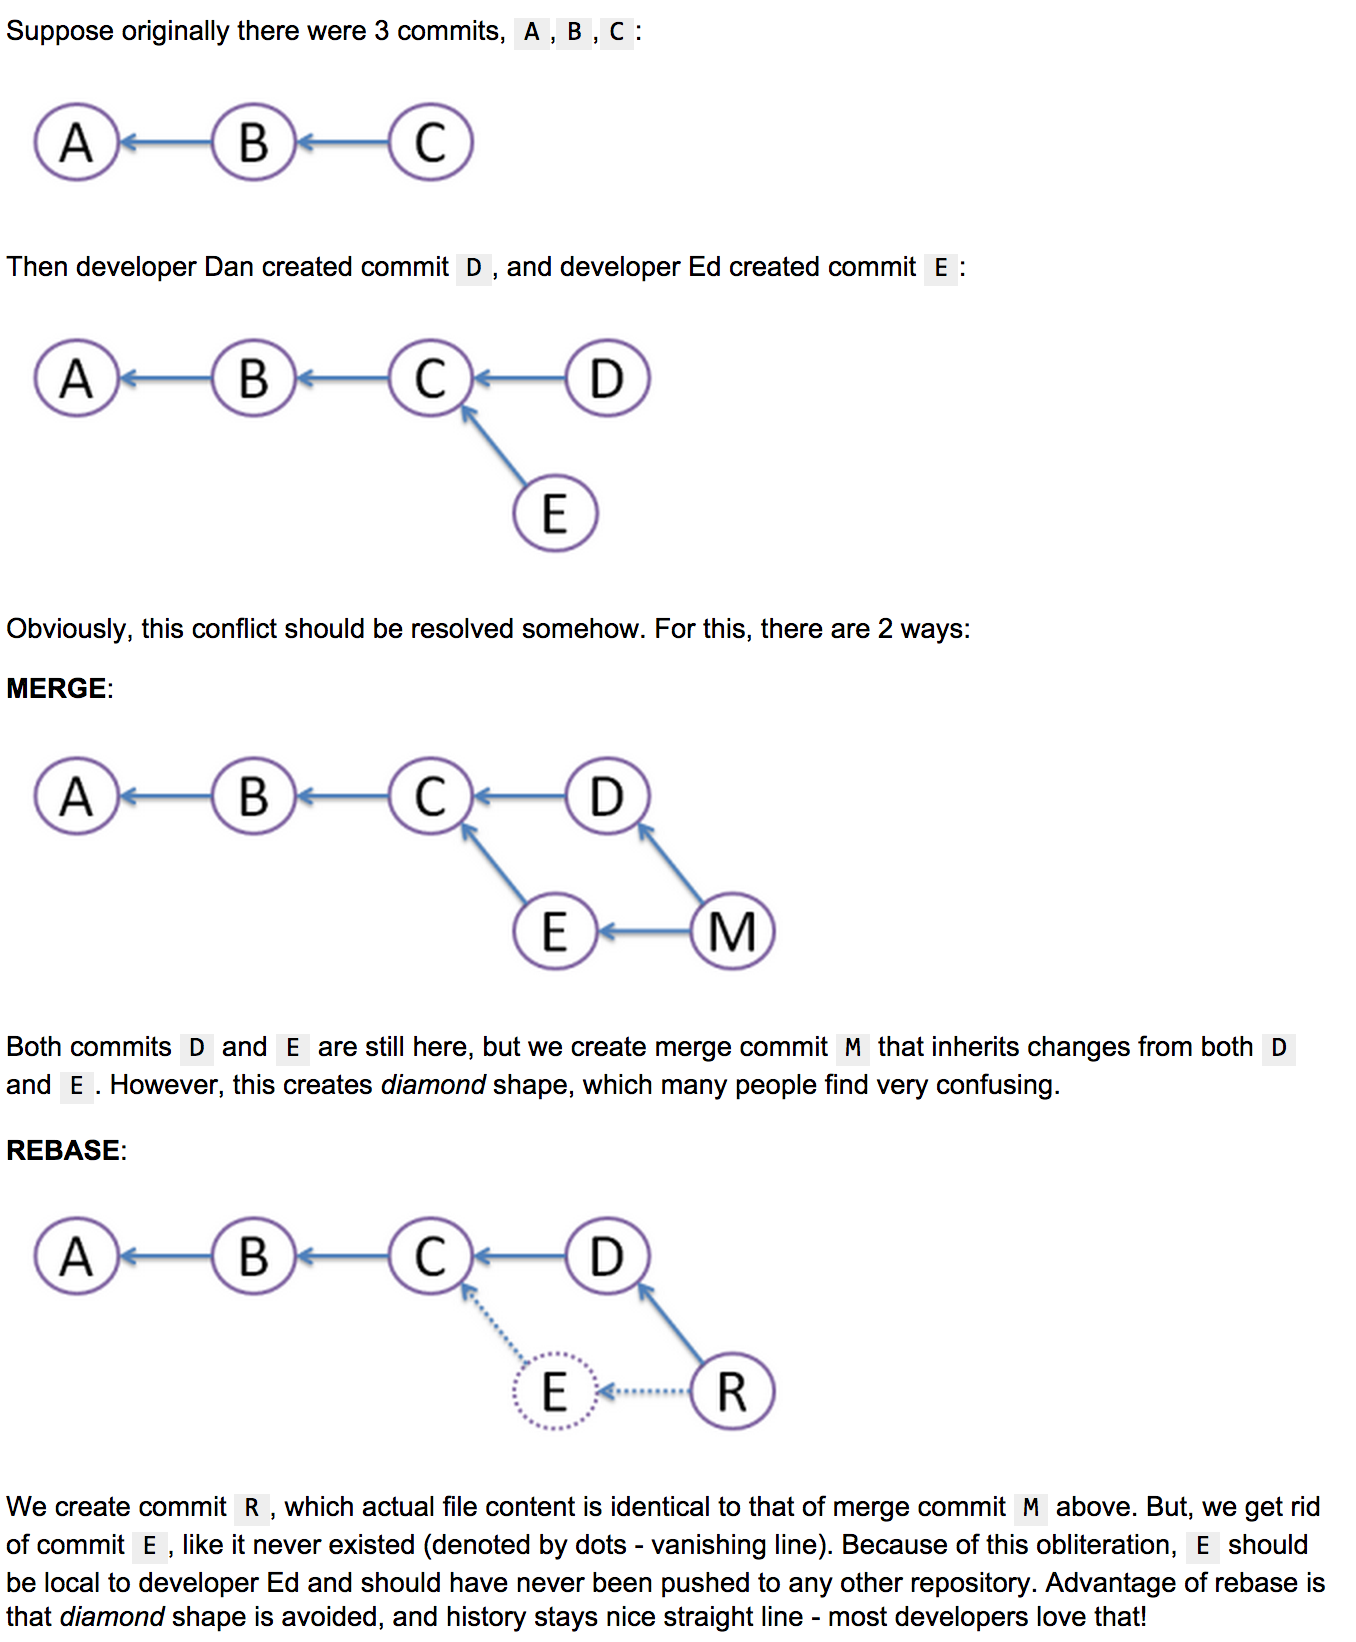 Suppose originally there were 3 commits, A , B , C :
A B C
Then developer Dan created commit D , and developer Ed created commit E :
A B C D
E
Obviously, this conflict should be resolved somehow. For this, there are 2 ways:
MERGE:
A B C D
E M
Both commits D and E are still here, but we create merge commit M that inherits changes from both D
and E . However, this creates diamond shape, which many people find very confusing.
REBASE:
A B C D
E R
We create commit R , which actual file content is identical to that of merge commit M above. But, we get rid
of commit E , like it never existed (denoted by dots - vanishing line). Because of this obliteration, E should
be local to developer Ed and should have never been pushed to any other repository. Advantage of rebase is
that diamond shape is avoided, and history stays nice straight line - most developers love that!